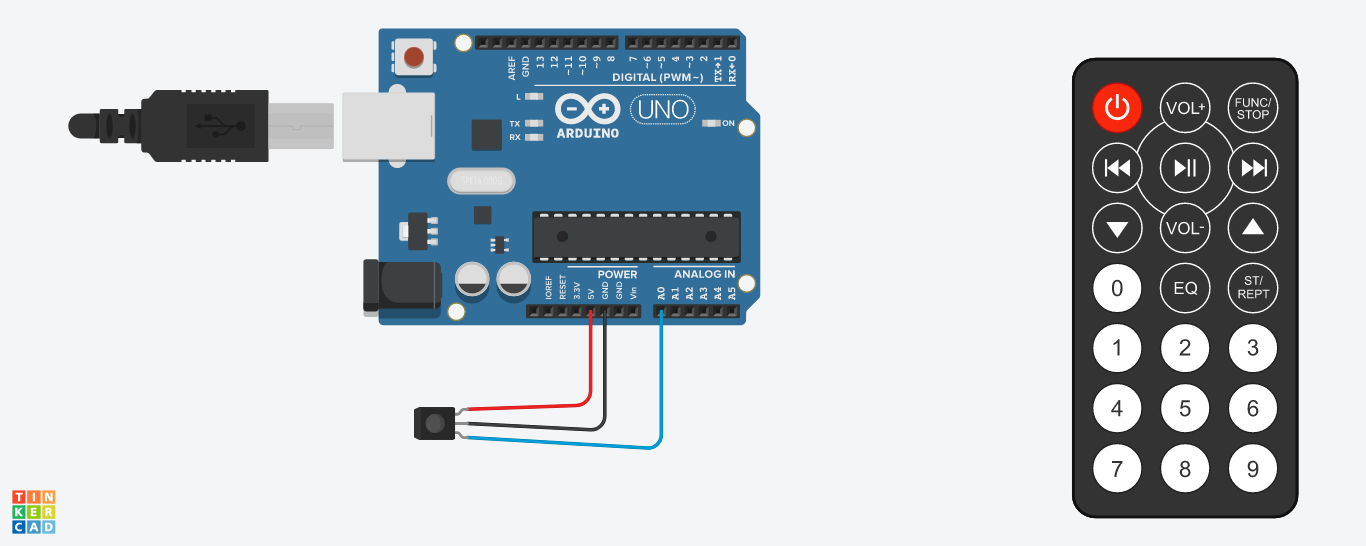 AREF
GND
13
12
~11
~10
~9
8
7
~6
~5
4
~3
2
TX→1
RX←0
DIGITAL (PWM~)
L
TX
RX
ARDUINO
UNO
ON
POWER
ANALOG IN
IOREF
RESET
3.3V
5V
GND
GND
Vin
A0
A1
A2
A3
A4
A5
VOL+
FUNC/
STOP
VOL-
0
EQ
ST/
REPT
1 2 3
4 5 6
7 8 9
TIN
KER
CAD